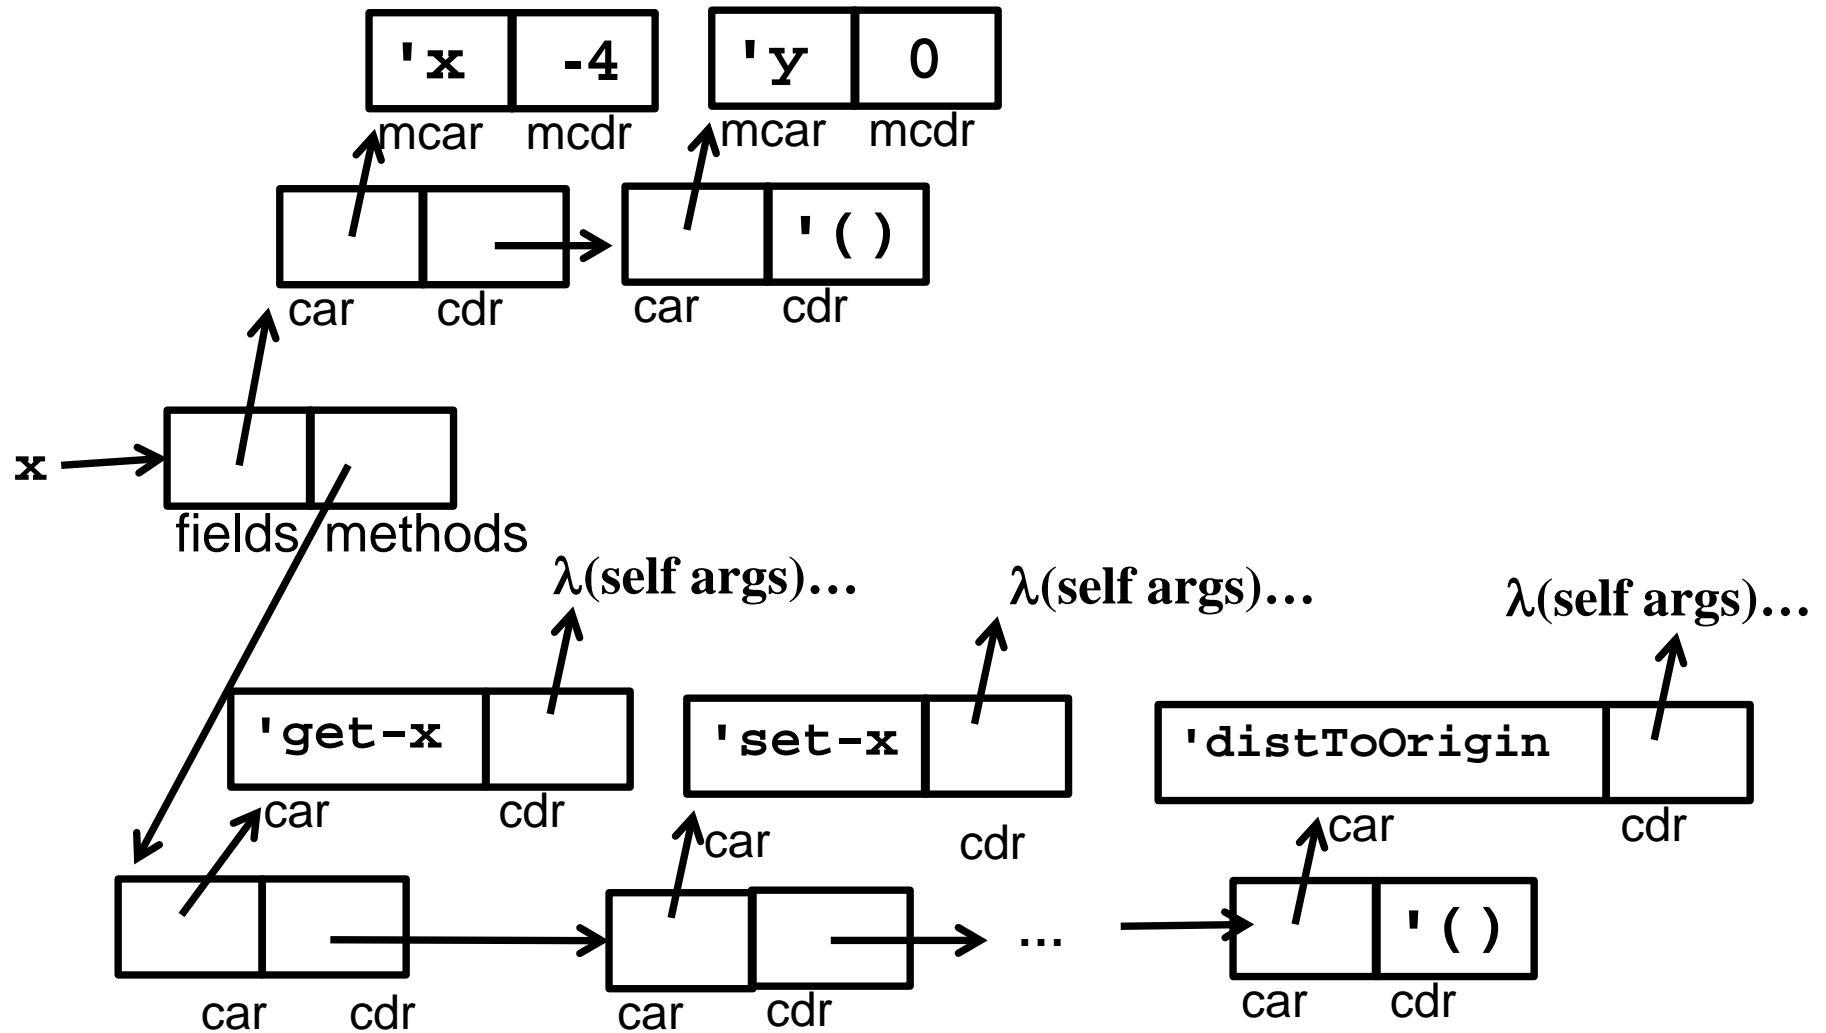 'x -4 'y 0
mcar mcdr mcar mcdr
'()
car cdr car cdr
x
fields methods
λ(self args)… λ(self args)… λ(self args)…
'get-x 'set-x 'distToOrigin
car cdr car cdr car cdr
… '()
car cdr car cdr car cdr